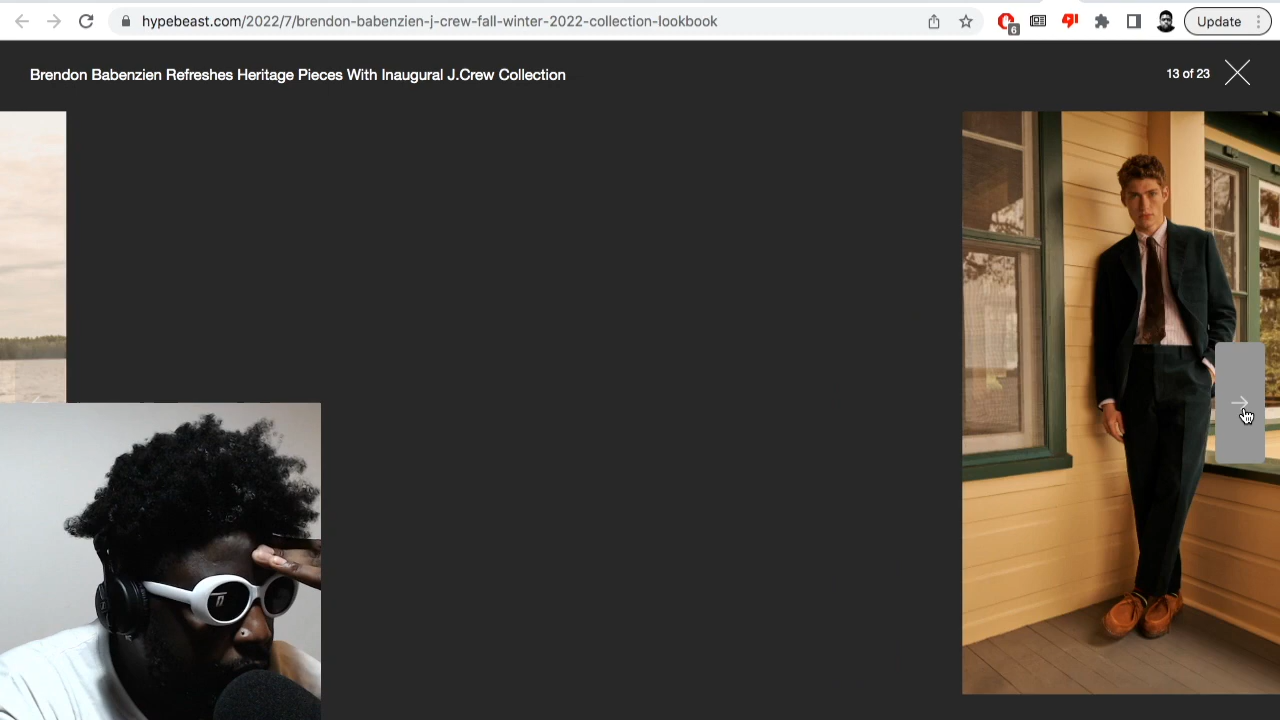 hypebeast.com/2022/7/brendon-babenzien-j-crew-fall-winter-2022-collection-lookbook
6
Update
Brendon Babenzien Refreshes Heritage Pieces With Inaugural J.Crew Collection
13 of 23